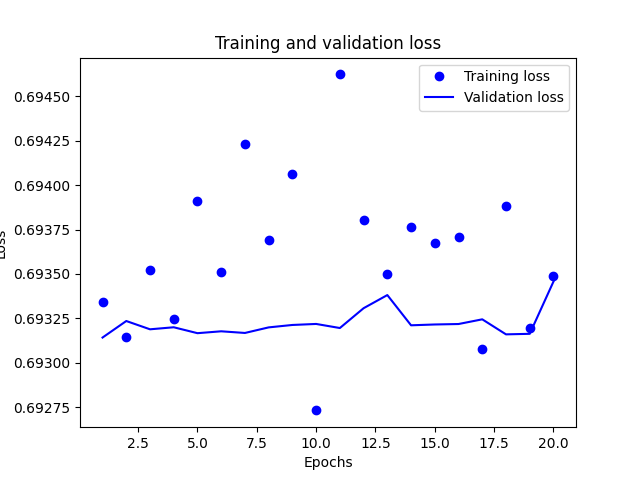 Training and validation loss
Training loss
Validation loss
0.69450
0.69425
0.69400
0.69375
0.69350
0.69325
0.69300
0.69275
Loss
2.5 5.0 7.5 10.0 12.5 15.0 17.5 20.0
Epochs